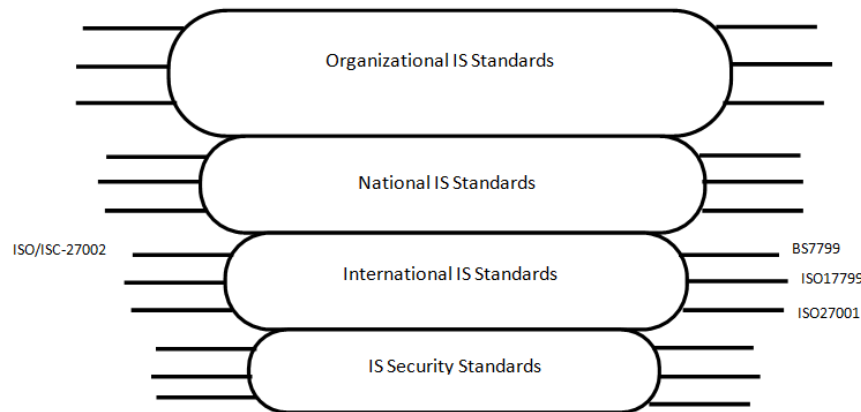 Organizational IS Standards
National IS Standards
ISO/ISC-27002
BS7799
International IS Standards
ISO17799
ISO27001
IS Security Standards